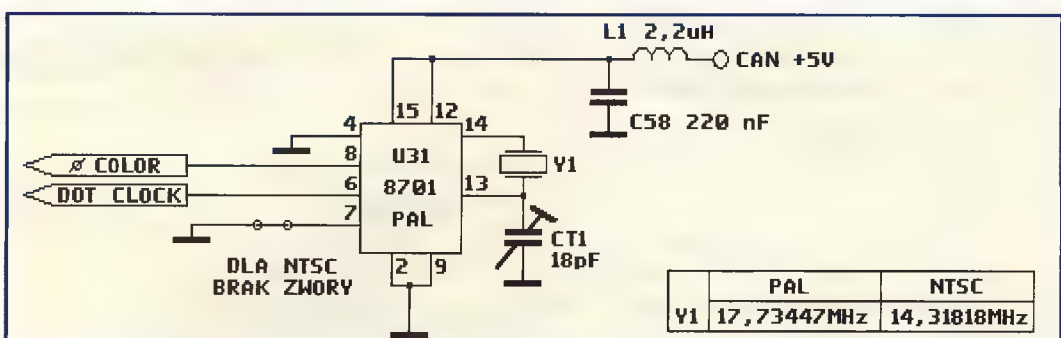 L1 2,2uH
CAN +5V
C58 220 nF
15 12
4
14
8
U31
Y1
ø COLOR
8701
6
13
DOT CLOCK
PAL
7
CT1
18pF
DLA NTSC
BRAK ZWORY
2 9
PAL NTSC
Y1 17,73447MHz 14,31818MHz